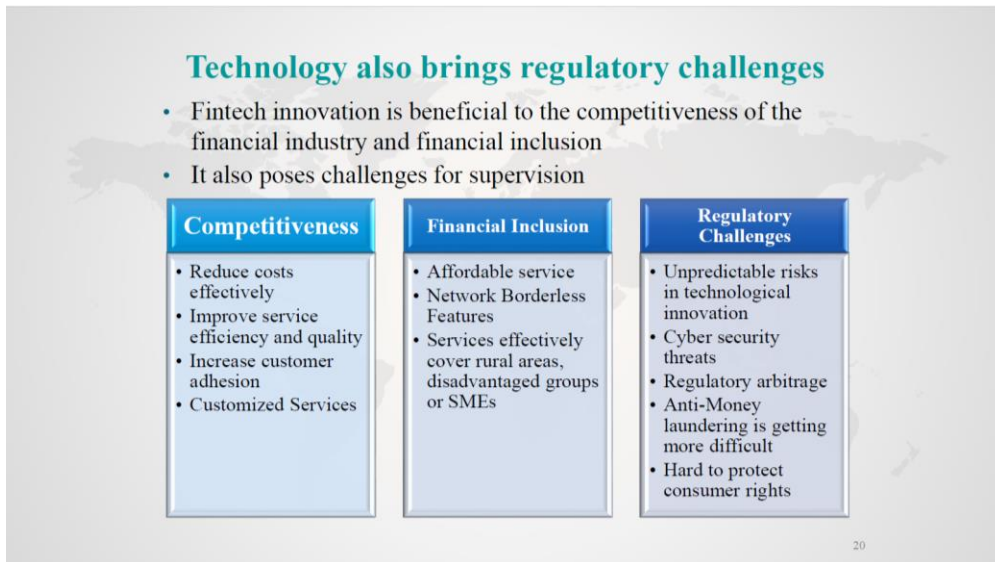 Technology also brings regulatory challenges
• Fintech innovation is beneficial to the competitiveness of the
financial industry and financial inclusion
• It also poses challenges for supervision
Competitiveness
• Reduce costs
effectively
• Improve service
efficiency and quality
• Increase customer
adhesion
• Customized Services
Financial Inclusion
• Affordable service
• Network Borderless
Features
• Services effectively
cover rural areas,
disadvantaged groups
or SMEs
Regulatory
Challenges
• Unpredictable risks
in technological
innovation
• Cyber security
threats
• Regulatory arbitrage
• Anti-Money
laundering is getting
more difficult
• Hard to protect
consumer rights
20